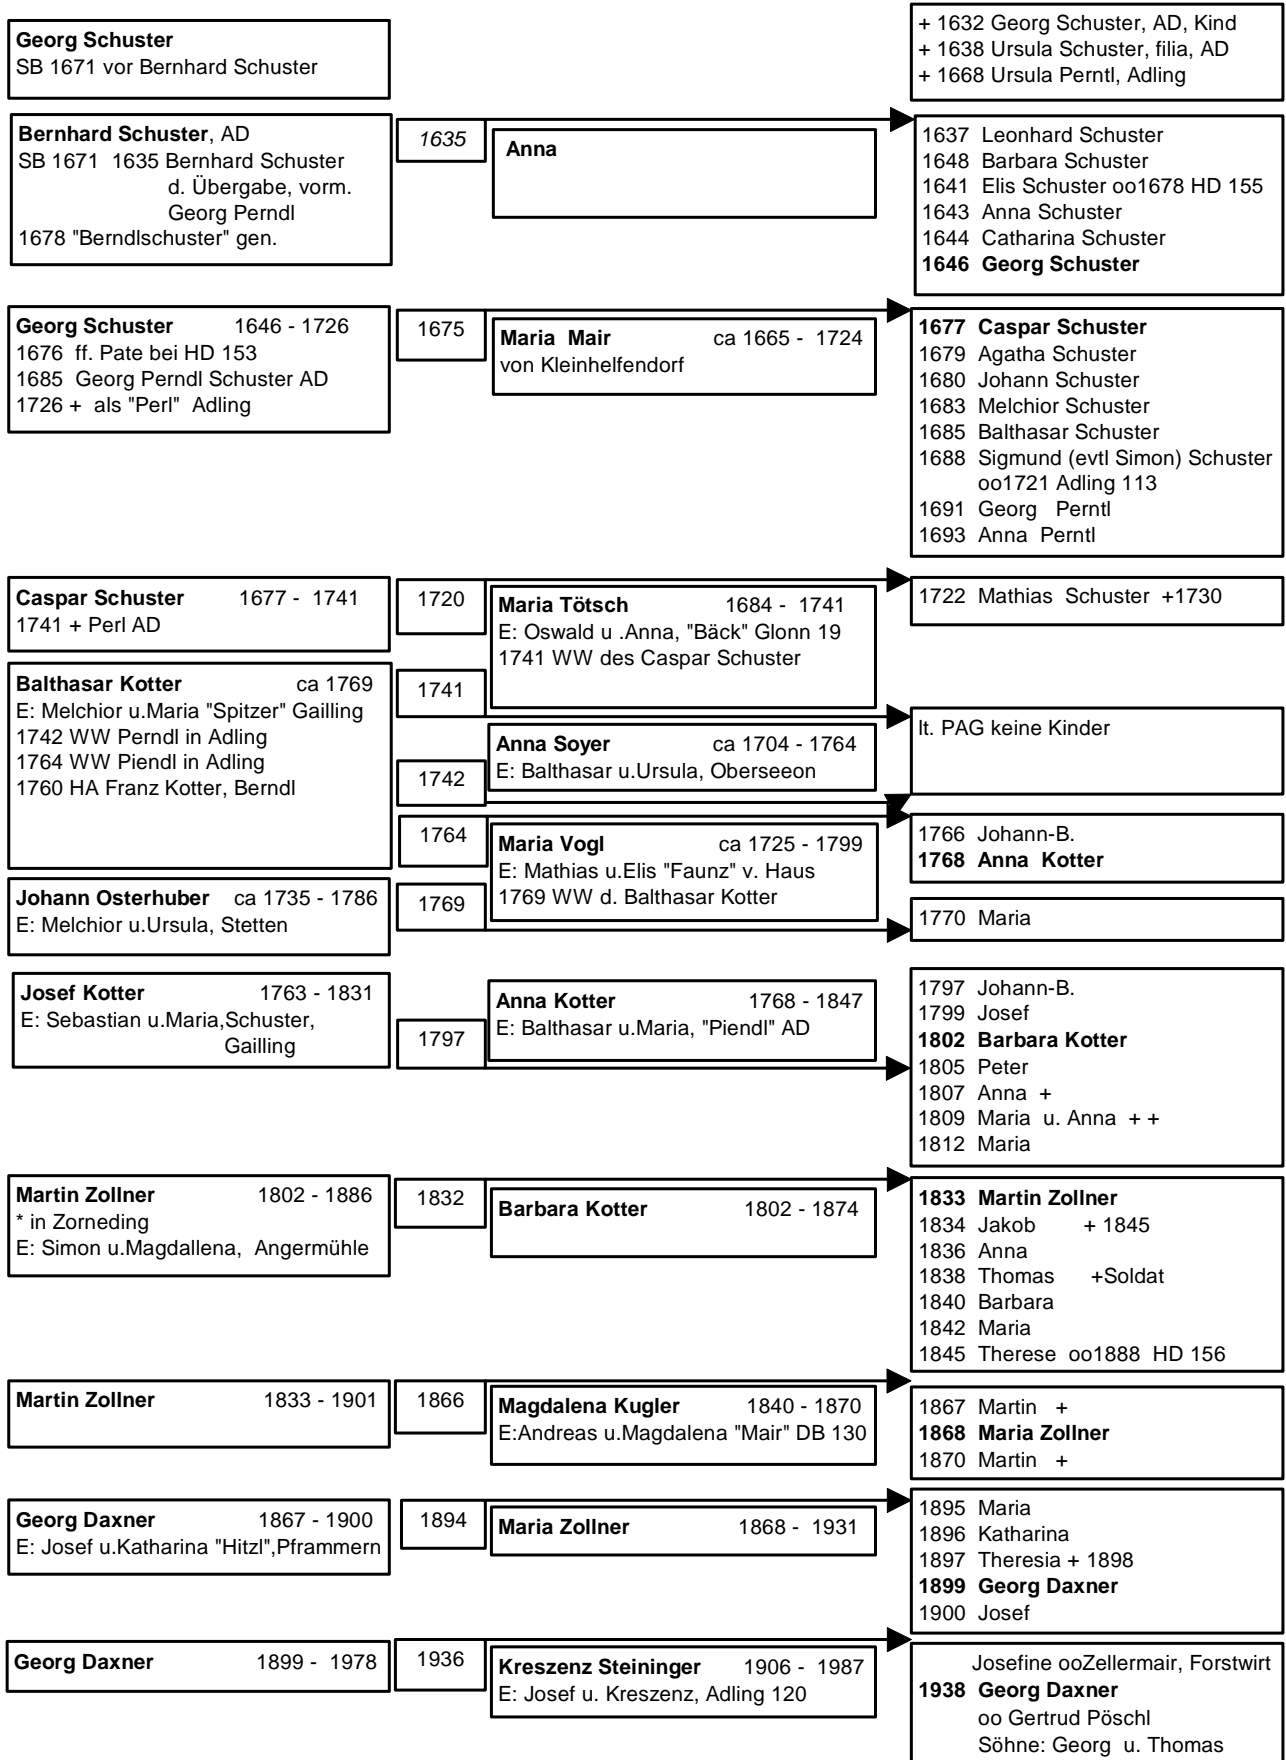 Georg Schuster
SB 1671 vor Bernhard Schuster
+ 1632 Georg Schuster, AD, Kind
+ 1638 Ursula Schuster, filia, AD
+ 1668 Ursula Perntl, Adling
Bernhard Schuster, AD
SB 1671 1635 Bernhard Schuster
d. Übergabe, vorm.
Georg Perndl
1678 "Berndlschuster" gen.
1635
Anna
1637 Leonhard Schuster
1648 Barbara Schuster
1641 Elis Schuster oo1678 HD 155
1643 Anna Schuster
1644 Catharina Schuster
1646 Georg Schuster
Georg Schuster 1646 - 1726
1676 ff. Pate bei HD 153
1685 Georg Perndl Schuster AD
1726 + als "Perl" Adling
1675
Maria Mair ca 1665 - 1724
von Kleinhelfendorf
1677 Caspar Schuster
1679 Agatha Schuster
1680 Johann Schuster
1683 Melchior Schuster
1685 Balthasar Schuster
1688 Sigmund (evtl Simon) Schuster
oo1721 Adling 113
1691 Georg Perntl
1693 Anna Perntl
Caspar Schuster 1677 - 1741
1741 + Perl AD
1720
Maria Tötsch 1684 - 1741
E: Oswald u .Anna, "Bäck" Glonn 19
1741 WW des Caspar Schuster
1722 Mathias Schuster +1730
Balthasar Kotter ca 1769
E: Melchior u.Maria "Spitzer" Gailling
1742 WW Perndl in Adling
1764 WW Piendl in Adling
1760 HA Franz Kotter, Berndl
1741
lt. PAG keine Kinder
1742
Anna Soyer ca 1704 - 1764
E: Balthasar u.Ursula, Oberseeon
1764
Maria Vogl ca 1725 - 1799
E: Mathias u.Elis "Faunz" v. Haus
1769 WW d. Balthasar Kotter
1766 Johann-B.
1768 Anna Kotter
Johann Osterhuber ca 1735 - 1786
E: Melchior u.Ursula, Stetten
1769
1770 Maria
Josef Kotter 1763 - 1831
E: Sebastian u.Maria,Schuster,
Gailling
1797
Anna Kotter 1768 - 1847
E: Balthasar u.Maria, "Piendl" AD
1797 Johann-B.
1799 Josef
1802 Barbara Kotter
1805 Peter
1807 Anna +
1809 Maria u. Anna + +
1812 Maria
Martin Zollner 1802 - 1886
* in Zorneding
E: Simon u.Magdallena, Angermühle
1832
Barbara Kotter 1802 - 1874
1833 Martin Zollner
1834 Jakob + 1845
1836 Anna
1838 Thomas +Soldat
1840 Barbara
1842 Maria
1845 Therese oo1888 HD 156
Martin Zollner 1833 - 1901
1866
Magdalena Kugler 1840 - 1870
E:Andreas u.Magdalena "Mair" DB 130
1867 Martin +
1868 Maria Zollner
1870 Martin +
Georg Daxner 1867 - 1900
E: Josef u.Katharina "Hitzl",Pframmern
1894
Maria Zollner 1868 - 1931
1895 Maria
1896 Katharina
1897 Theresia + 1898
1899 Georg Daxner
1900 Josef
Georg Daxner 1899 - 1978
1936
Kreszenz Steininger 1906 - 1987
E: Josef u. Kreszenz, Adling 120
Josefine ooZellermair, Forstwirt
1938 Georg Daxner
oo Gertrud Pöschl
Söhne: Georg u. Thomas